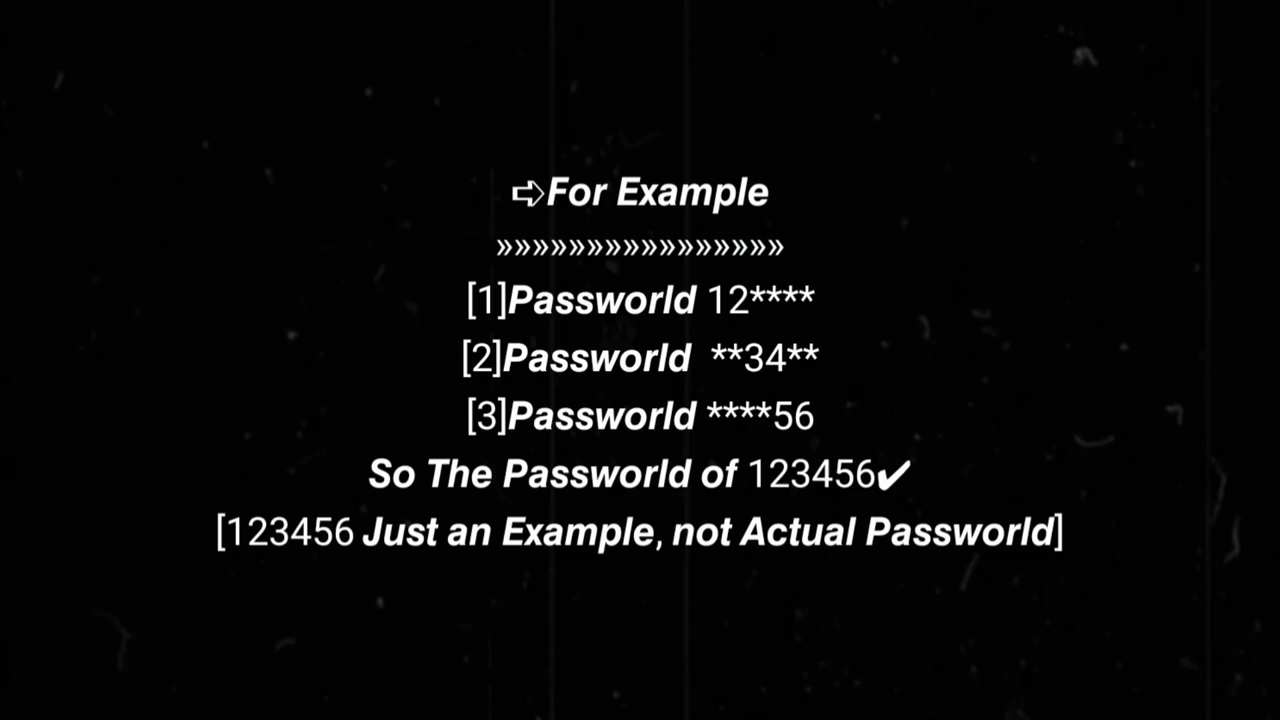 ➩For Example
»»»»»»»»»»»»»»»»
[1]Passworld 12****
[2]Passworld  **34**
[3]Passworld ****56
So The Passworld of 123456✔
[123456 Just an Example, not Actual Passworld]